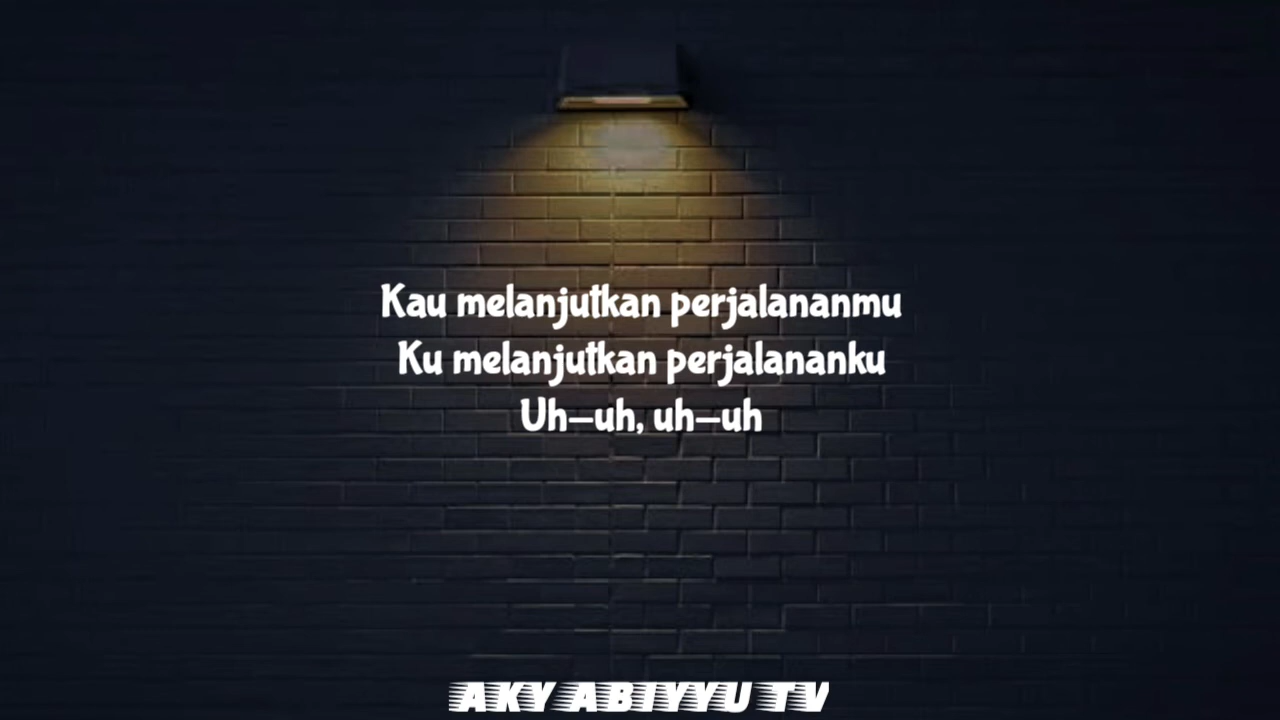 Kau melanjutkan perjalananmu
Ku melanjutkan perjalananku
Uh-uh, uh-uh
AKY ABIYYU TV